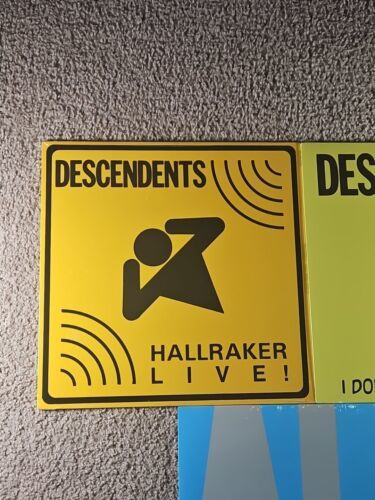 DESCENDENTS
HALLRAKER
LIVE!
DES
I DO